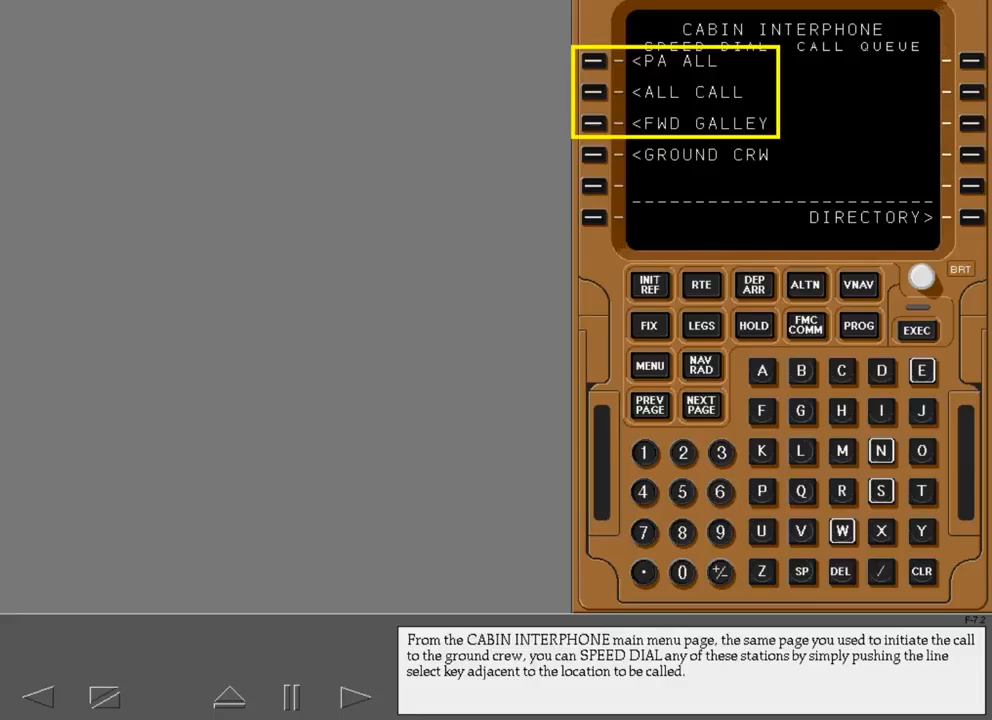 CABIN INTERPHONE
SPEED DIAL CALL QUEUE
<PA ALL
<ALL CALL
<FWD GALLEY
<GROUND CRW
DIRECTORY>
BRT
INIT REF RTE DEP ARR ALTN VNAV
FIX LEGS HOLD FMC COMM PROG EXEC
MENU NAV RAD
PREV PAGE NEXT PAGE
A B C D E
F G H I J
1 2 3 K L M N O
4 5 6 P Q R S T
7 8 9 U V W X Y
. 0 +/- Z SP DEL / CLR
F-7.2
From the CABIN INTERPHONE main menu page, the same page you used to initiate the call
to the ground crew, you can SPEED DIAL any of these stations by simply pushing the line
select key adjacent to the location to be called.